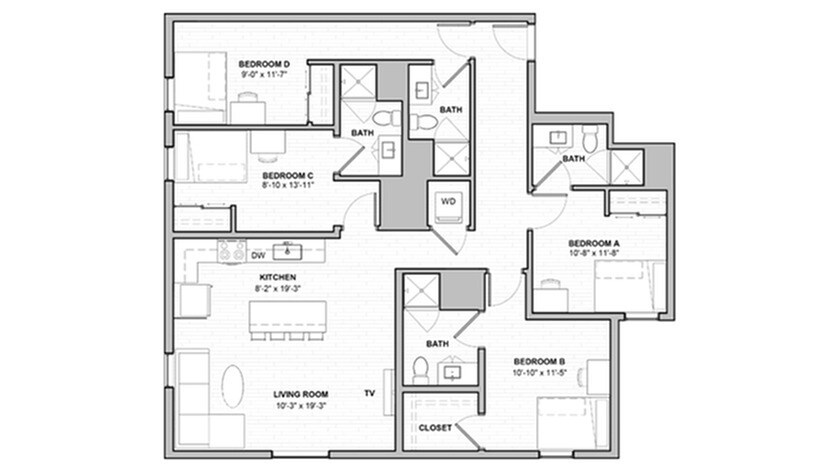 BEDROOM D
9'-0" x 11'-7"
BATH
BATH
BATH
BEDROOM C
8'-10 x 13'-11"
WD
BEDROOM A
10'-8" x 11'-8"
DW
KITCHEN
8'-2" x 19'-3"
BATH
BEDROOM B
10'-10" x 11'-5"
LIVING ROOM
10'-3" x 19'-3"
TV
CLOSET